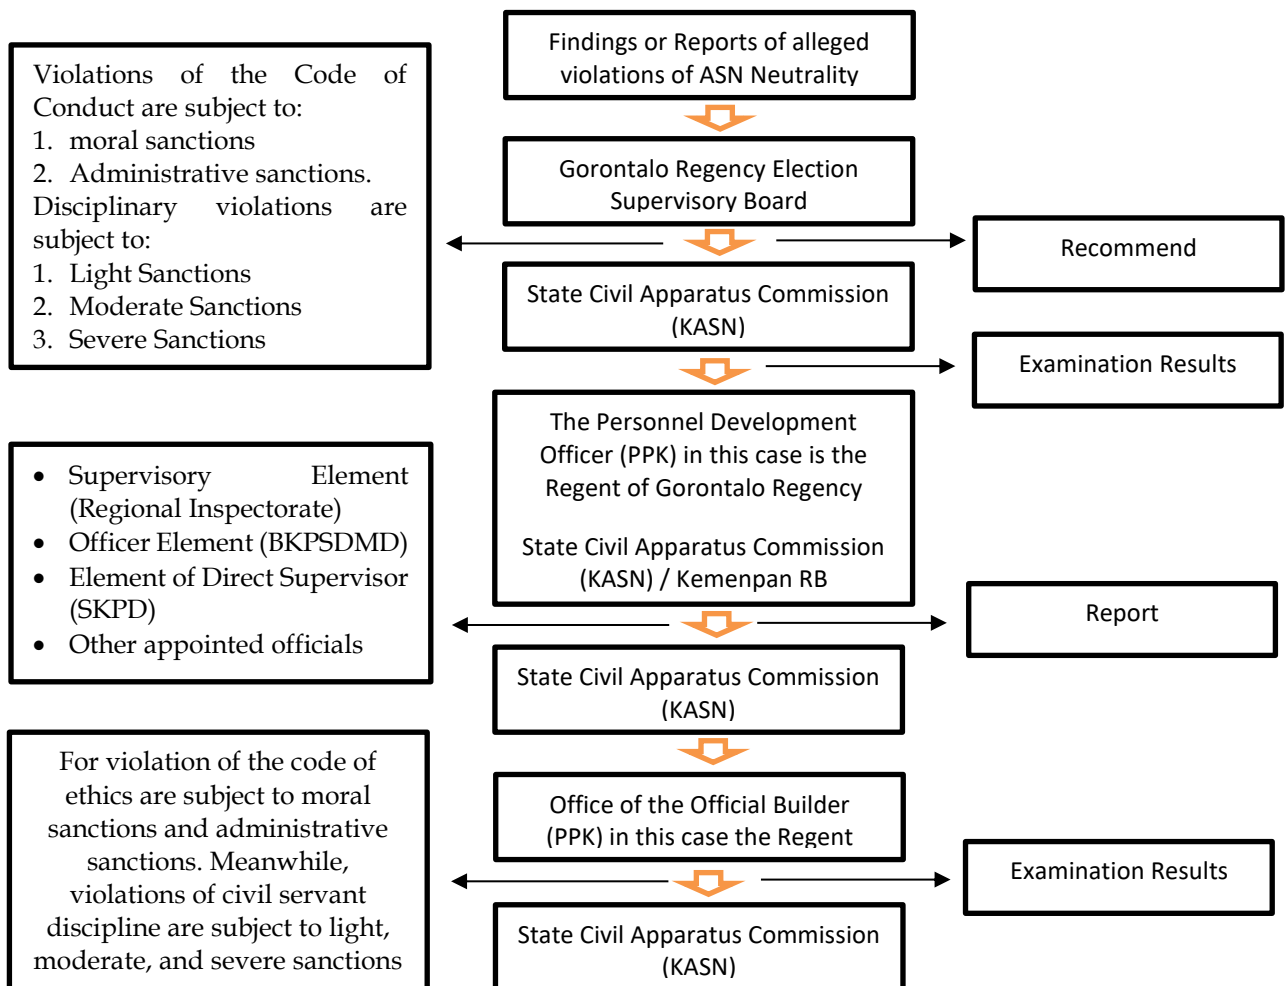 Findings or Reports of alleged
violations of ASN Neutrality
Violations of the Code of
Conduct are subject to:
1. moral sanctions
2. Administrative sanctions.
Disciplinary violations are
subject to:
1. Light Sanctions
2. Moderate Sanctions
3. Severe Sanctions
Gorontalo Regency Election
Supervisory Board
Recommend
State Civil Apparatus Commission
(KASN)
Examination Results
The Personnel Development
Officer (PPK) in this case is the
Regent of Gorontalo Regency
State Civil Apparatus Commission
(KASN) / Kemenpan RB
• Supervisory Element
(Regional Inspectorate)
• Officer Element (BKPSDMD)
• Element of Direct Supervisor
(SKPD)
• Other appointed officials
Report
State Civil Apparatus Commission
(KASN)
Office of the Official Builder
(PPK) in this case the Regent
For violation of the code of
ethics are subject to moral
sanctions and administrative
sanctions. Meanwhile,
violations of civil servant
discipline are subject to light,
moderate, and severe sanctions
Examination Results
State Civil Apparatus Commission
(KASN)